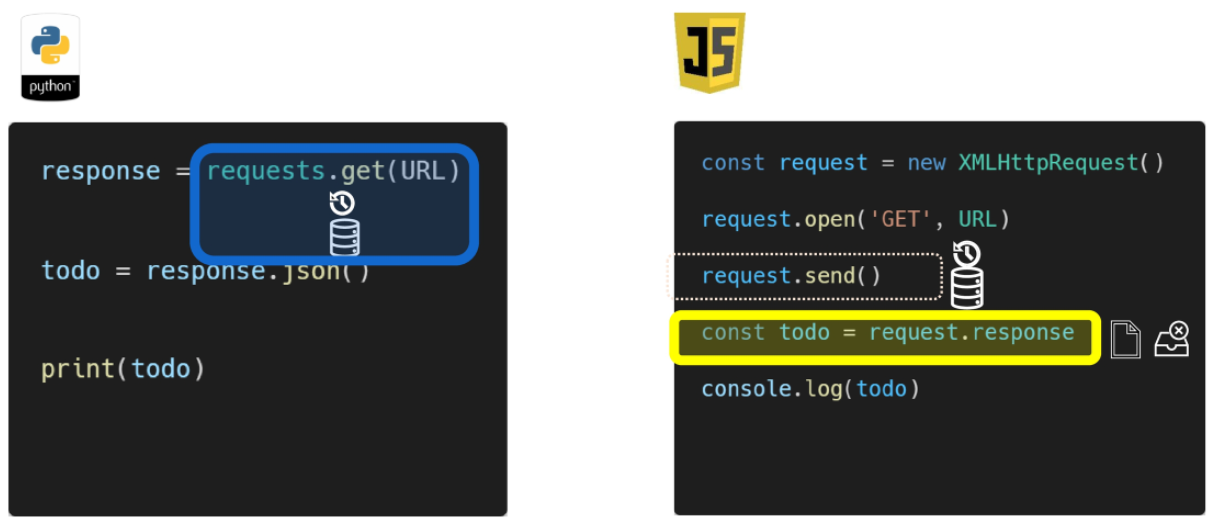 python
response = requests.get(URL)
todo = response.json()
print(todo)
JS
const request = new XMLHttpRequest()
request.open('GET', URL)
request.send()
const todo = request.response
console.log(todo)